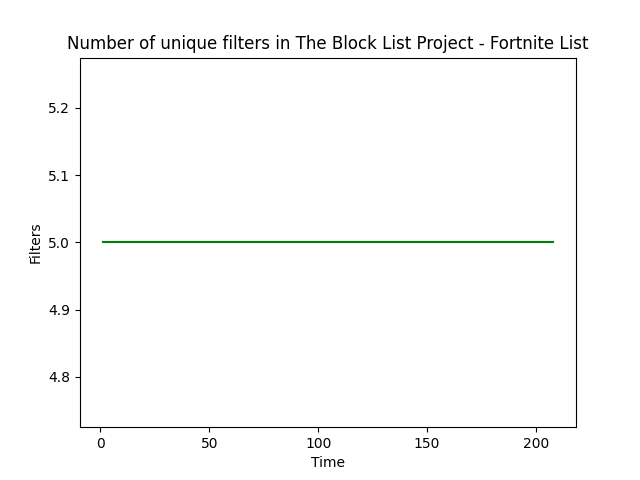 Number of unique filters in The Block List Project - Fortnite List
5.2
5.1
5.0
4.9
4.8
Filters
0 50 100 150 200
Time